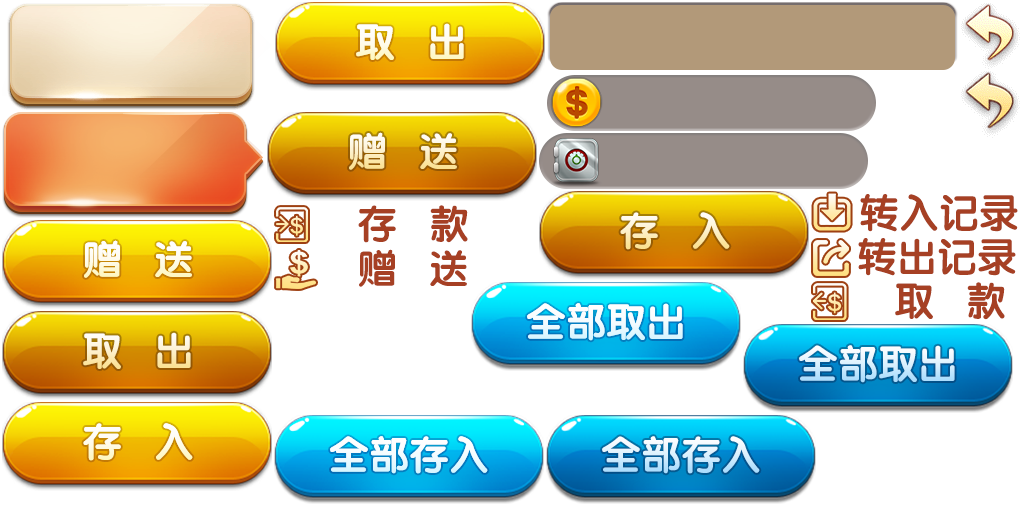 取 出
$
赠 送
存 款
转入记录
赠 送
存 入
赠 送
转出记录
取 款
全部取出
取 出
全部取出
存 入
全部存入
全部存入